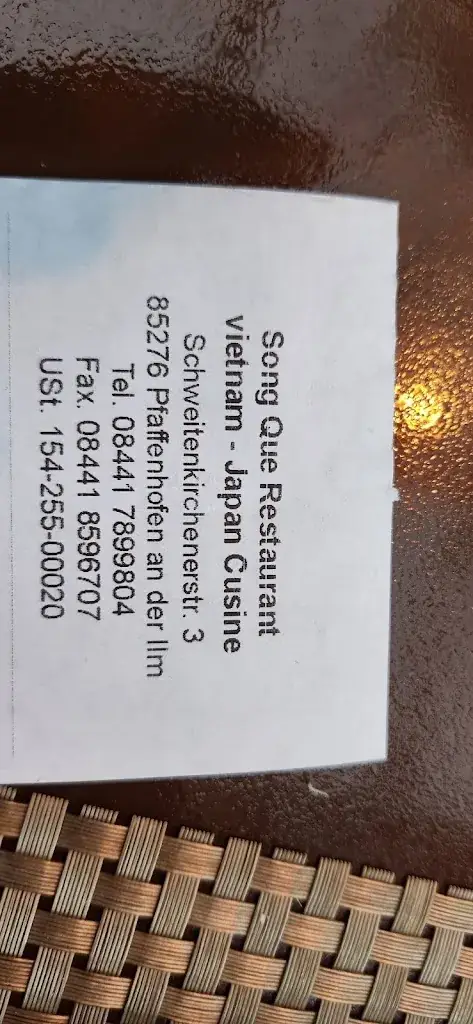 Song Que Restaurant
vietnam - Japan Cusine
Schweitenkirchenerstr. 3
85276 Pfaffenhofen an der Ilm
Tel. 08441 7899804
Fax. 08441 8596707
USt. 154-255-00020